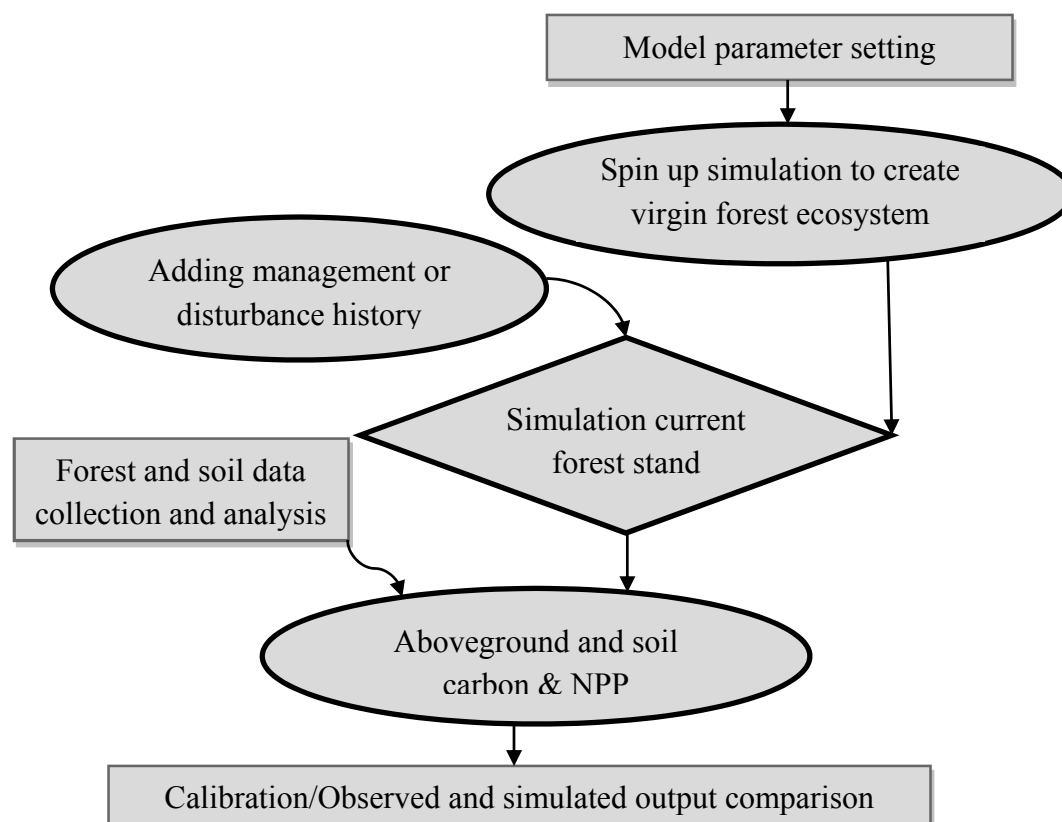 Model parameter setting
Spin up simulation to create
virgin forest ecosystem
Adding management or
disturbance history
Simulation current
forest stand
Forest and soil data
collection and analysis
Aboveground and soil
carbon & NPP
Calibration/Observed and simulated output comparison